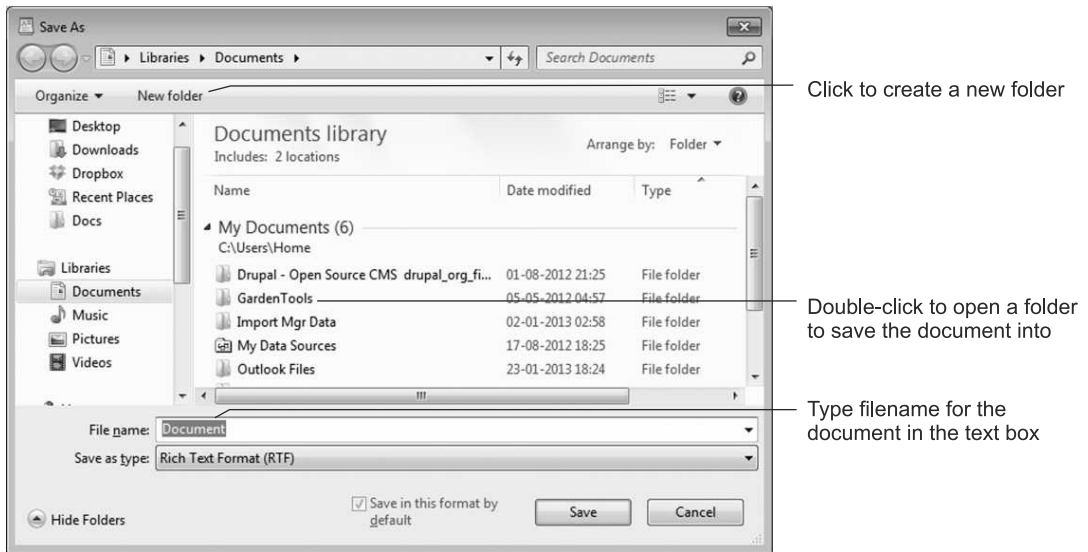 Save As
Libraries ▸ Documents ▸
Search Documents
Organize ▾ New folder
Click to create a new folder
Desktop
Downloads
Dropbox
Recent Places
Docs
Libraries
Documents
Music
Pictures
Videos
Documents library
Includes: 2 locations
Arrange by: Folder ▾
Name Date modified Type
My Documents (6)
C:\Users\Home
Drupal - Open Source CMS drupal_org_fi... 01-08-2012 21:25 File folder
GardenTools 05-05-2012 04:57 File folder
Import Mgr Data 02-01-2013 02:58 File folder
My Data Sources 17-08-2012 18:25 File folder
Outlook Files 23-01-2013 18:24 File folder
Double-click to open a folder
to save the document into
Type filename for the
document in the text box
File name: Document
Save as type: Rich Text Format (RTF)
Hide Folders
Save in this format by
default
Save
Cancel